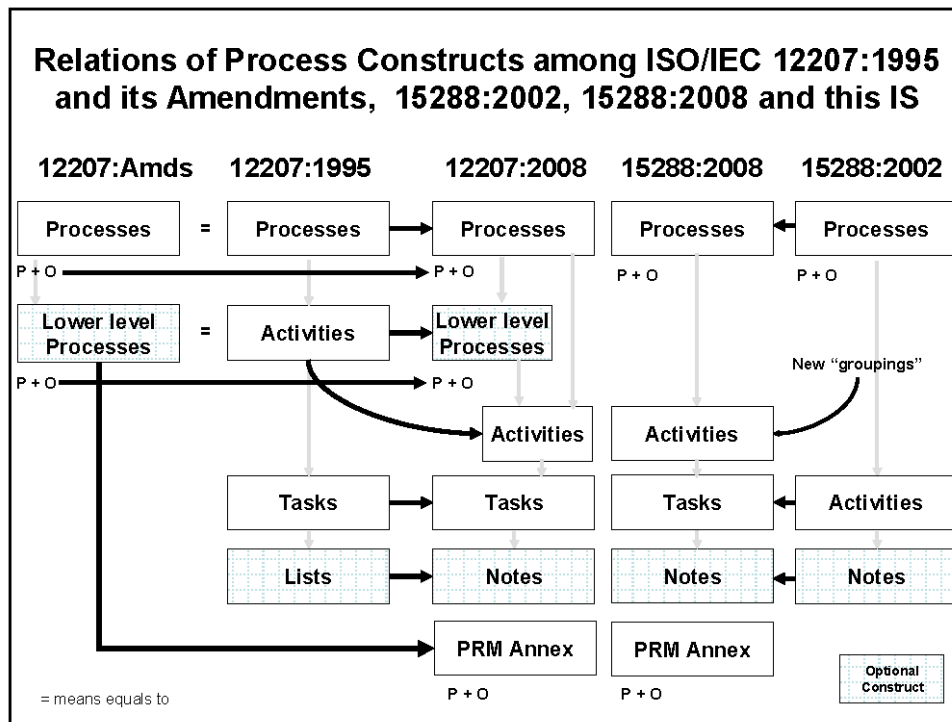 Relations of Process Constructs among ISO/IEC 12207:1995
and its Amendments, 15288:2002, 15288:2008 and this IS
12207:Amds 12207:1995 12207:2008 15288:2008 15288:2002
Processes = Processes Processes Processes Processes
P + O P + O P + O P + O
Lower level
Processes
=
Activities
Lower level
Processes
P + O P + O
New “groupings”
Activities Activities
Tasks Tasks Tasks Activities
Lists Notes Notes Notes
PRM Annex PRM Annex
P + O P + O
Optional
Construct
= means equals to